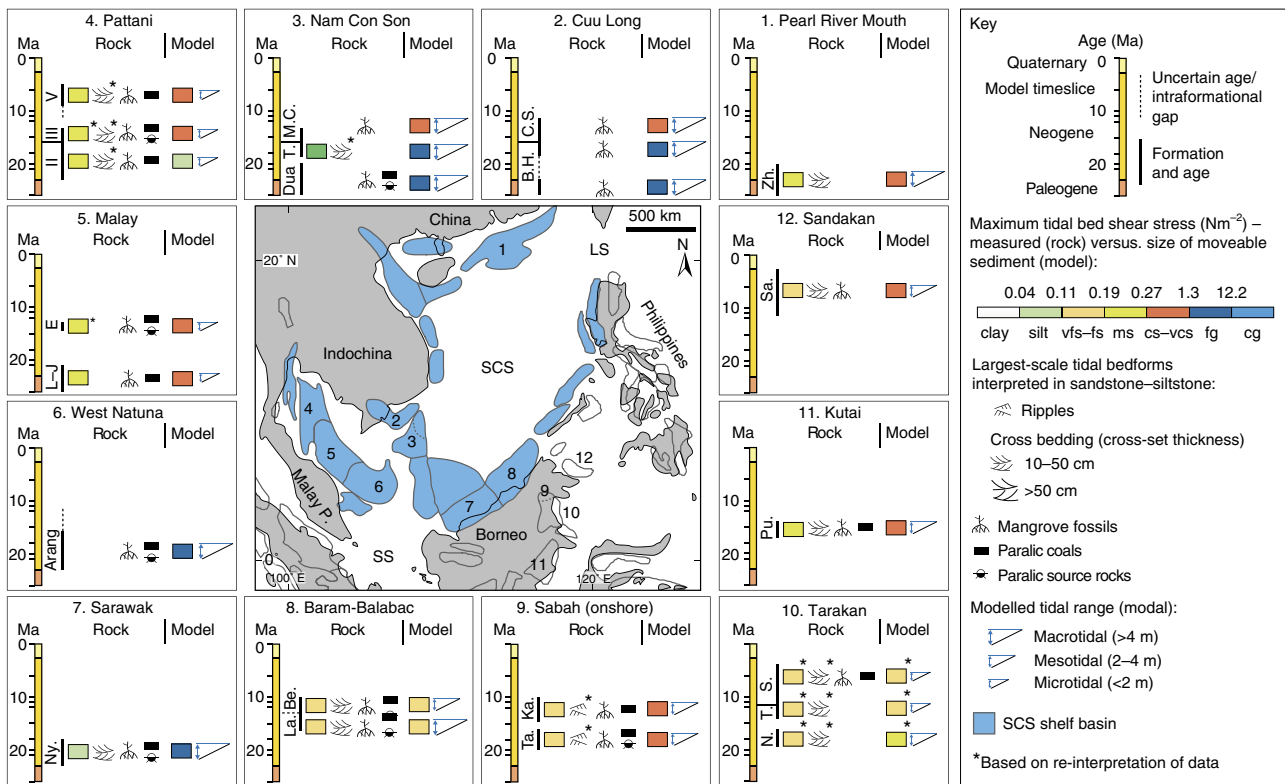 4. Pattani
Ma Rock Model
0
10
20
V
III
II
*
* *
*
3. Nam Con Son
Ma Rock Model
0
10
20
M.C.
T.
Dua
*
2. Cuu Long
Ma Rock Model
0
10
20
C.S.
B.H.
1. Pearl River Mouth
Ma Rock Model
0
10
20
Zh.
5. Malay
Ma Rock Model
0
10
20
E
L–J
*
12. Sandakan
Ma Rock Model
0
10
20
Sa.
6. West Natuna
Ma Rock Model
0
10
20
Arang
11. Kutai
Ma Rock Model
0
10
20
Pu.
China
500 km
N
20° N
LS
1
Philippines
Indochina
SCS
4
2
3
5
12
6
8
Malay P.
7
9
10
Borneo
SS
11
0
100° E
120° E
7. Sarawak
Ma Rock Model
0
10
20
Ny.
8. Baram-Balabac
Ma Rock Model
0
10
20
Be.
La.
9. Sabah (onshore)
Ma Rock Model
0
10
20
Ka.
Ta.
*
*
10. Tarakan
Ma Rock Model
0
10
20
S.
T.
N.
* * *
* * *
* * *
Key
Age (Ma)
Quaternary 0
Model timeslice
10
Neogene
20
Paleogene
Uncertain age/
intraformational
gap
Formation
and age
Maximum tidal bed shear stress (Nm⁻²) –
measured (rock) versus. size of moveable
sediment (model):
0.04 0.11 0.19 0.27 1.3 12.2
clay silt vfs–fs ms cs–vcs fg cg
Largest-scale tidal bedforms
interpreted in sandstone–siltstone:
Ripples
Cross bedding (cross-set thickness)
10–50 cm
>50 cm
Mangrove fossils
Paralic coals
Paralic source rocks
Modelled tidal range (modal):
Macrotidal (>4 m)
Mesotidal (2–4 m)
Microtidal (<2 m)
SCS shelf basin
*Based on re-interpretation of data